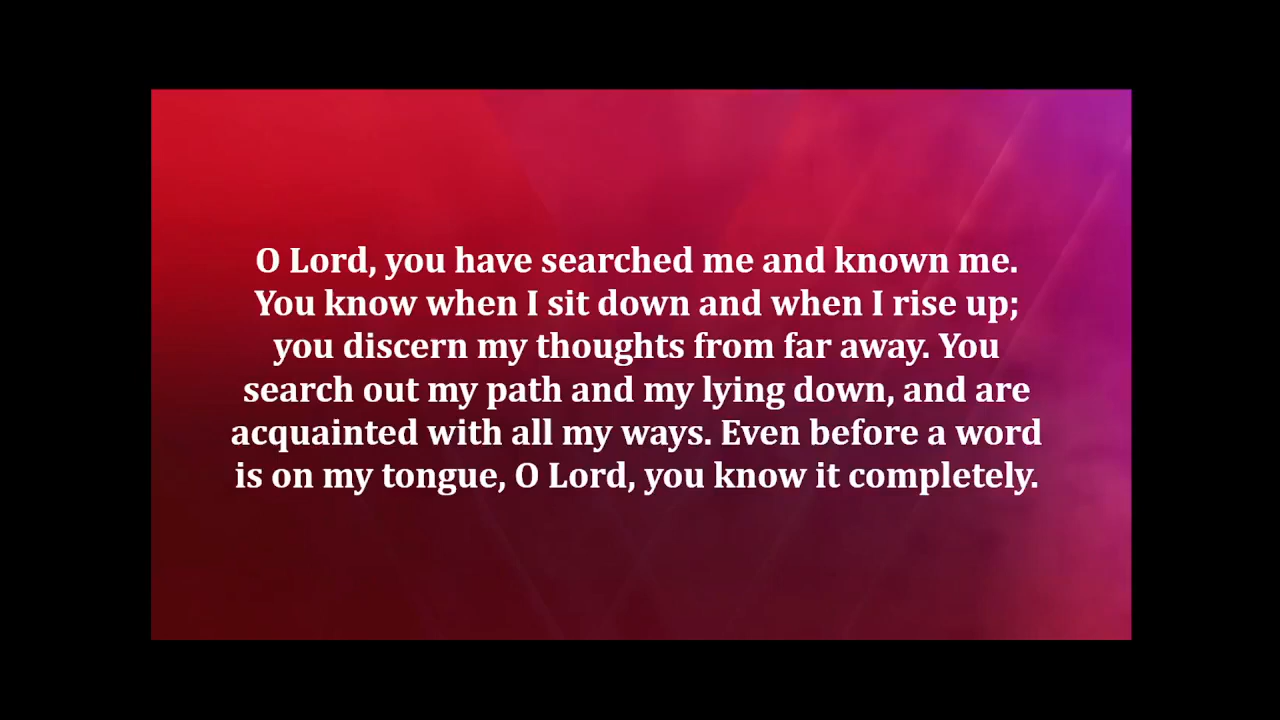 O Lord, you have searched me and known me.
You know when I sit down and when I rise up;
you discern my thoughts from far away. You
search out my path and my lying down, and are
acquainted with all my ways. Even before a word
is on my tongue, O Lord, you know it completely.